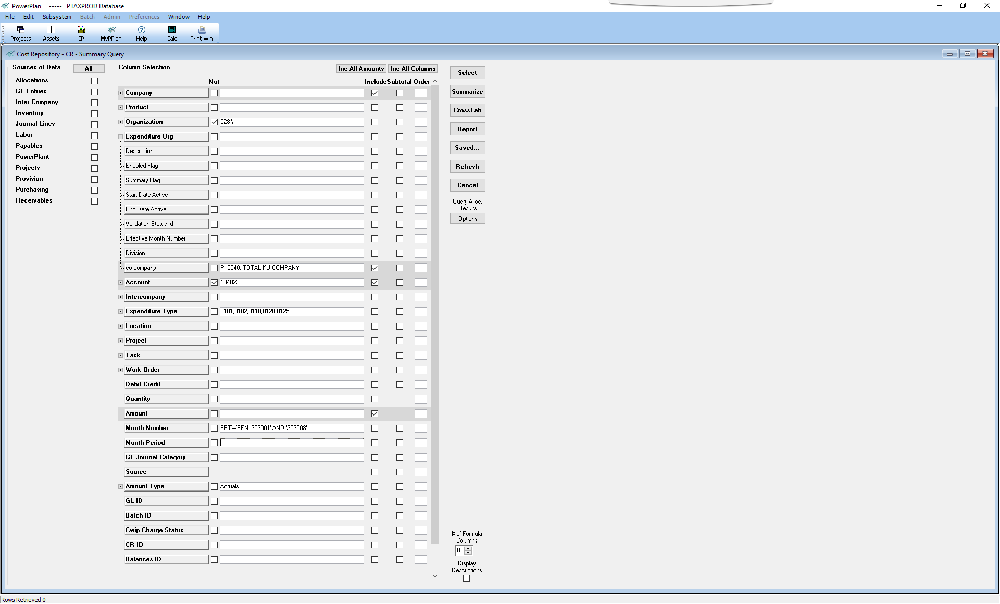 PowerPlan ----- PTAXPROD Database
File Edit Subsystem Batch Admin Preferences Window Help
Projects Assets CR MyPPlan Help Calc Print Win
Cost Repository - CR - Summary Query
Sources of Data All
Allocations
GL Entries
Inter Company
Inventory
Journal Lines
Labor
Payables
PowerPlant
Projects
Provision
Purchasing
Receivables
Column Selection Inc All Amounts Inc All Columns
Not Include Subtotal Order
Company
Product
Organization 028%
Expenditure Org
Description
Enabled Flag
Summary Flag
Start Date Active
End Date Active
Validation Status Id
Effective Month Number
Division
eo company P10040: TOTAL KU COMPANY
Account 1840%
Intercompany
Expenditure Type 0101,0102,0110,0120,0125
Location
Project
Task
Work Order
Debit Credit
Quantity
Amount
Month Number BETWEEN '202001' AND '202008'
Month Period
GL Journal Category
Source
Amount Type Actuals
GL ID
Batch ID
Cwip Charge Status
CR ID
Balances ID
Select
Summarize
CrossTab
Report
Saved...
Refresh
Cancel
Query Alloc.
Results
Options
# of Formula
Columns
0
Display
Descriptions
Rows Retrieved 0